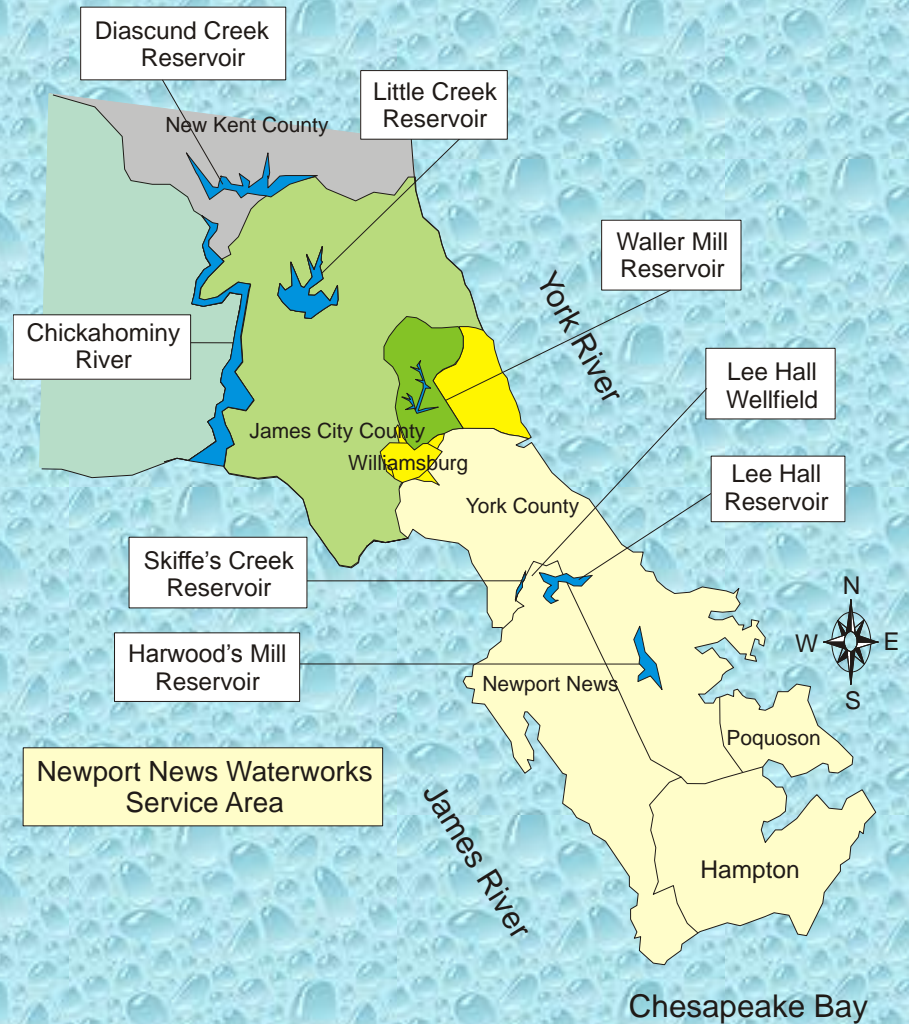 Diascund Creek
Reservoir
Little Creek
Reservoir
New Kent County
Waller Mill
Reservoir
York River
Chickahominy
River
Lee Hall
Wellfield
James City County
Williamsburg
Lee Hall
Reservoir
York County
Skiffe's Creek
Reservoir
N
W
E
S
Harwood's Mill
Reservoir
Newport News
Poquoson
Newport News Waterworks
Service Area
James River
Hampton
Chesapeake Bay